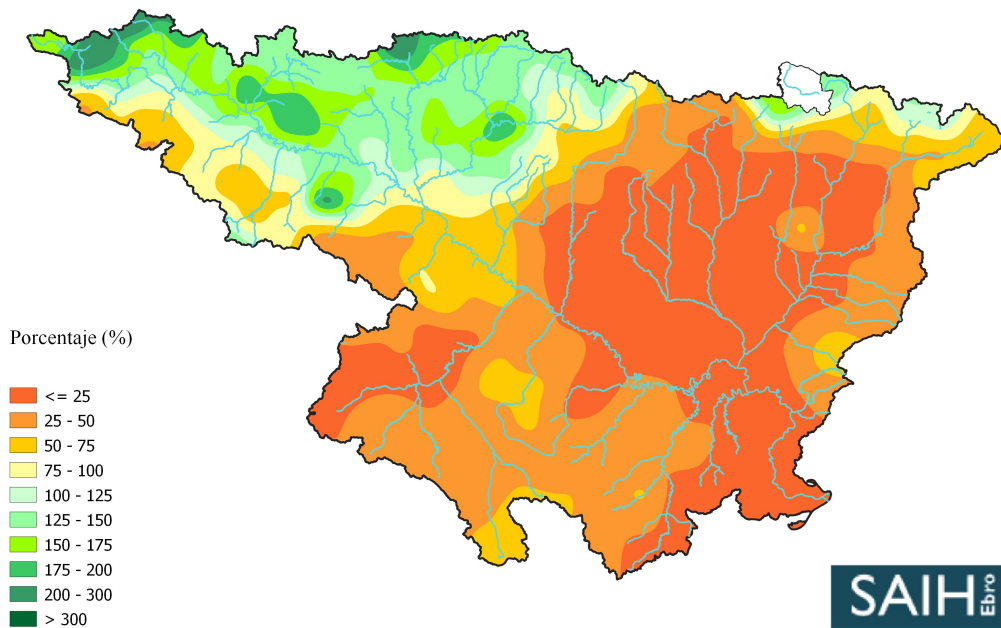 Porcentaje (%)
<= 25
25 - 50
50 - 75
75 - 100
100 - 125
125 - 150
150 - 175
175 - 200
200 - 300
> 300
SAIH Ebro